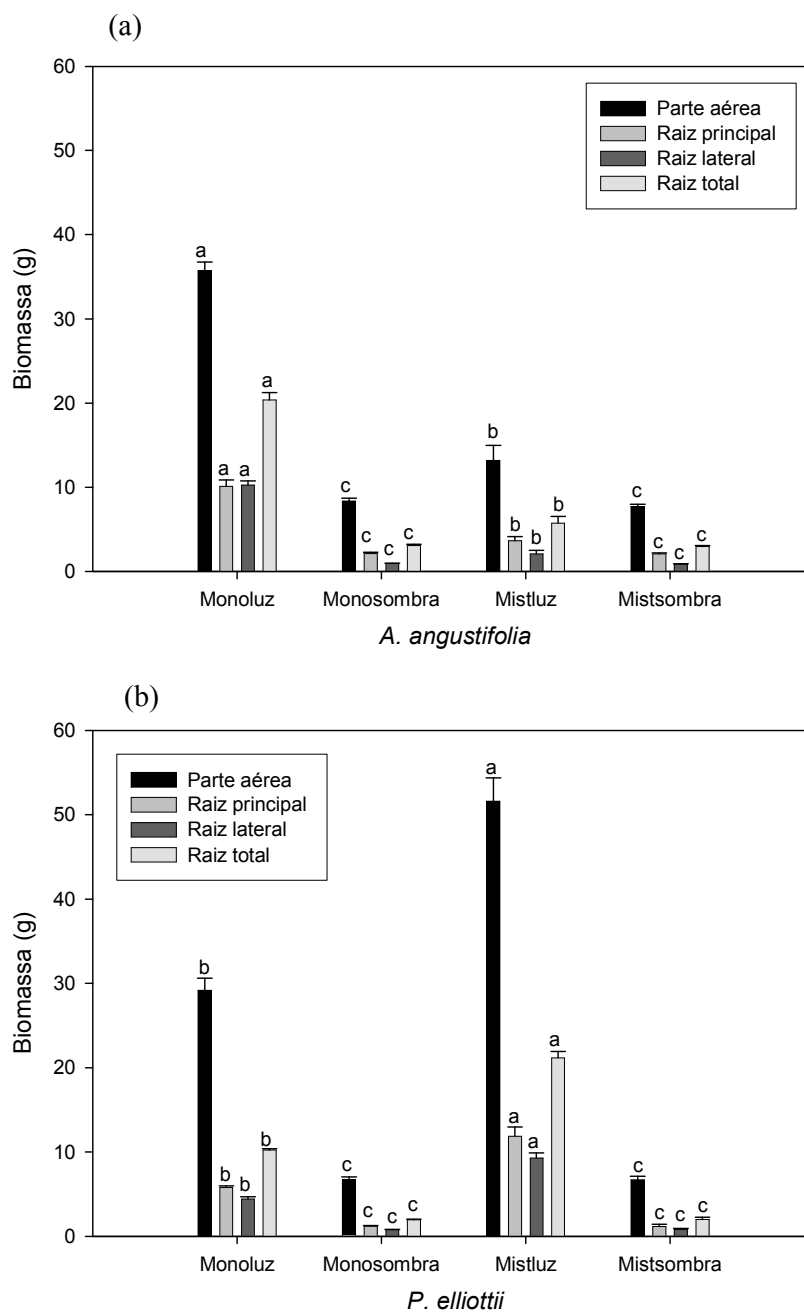 (a)
60
50
40
30
20
10
0
Biomassa (g)
Parte aérea
Raiz principal
Raiz lateral
Raiz total
a a a a
c c c c
b b b b
c c c c
Monoluz Monosombra Mistluz Mistsombra
A. angustifolia
(b)
60
50
40
30
20
10
0
Biomassa (g)
Parte aérea
Raiz principal
Raiz lateral
Raiz total
b b b b
c c c c
a a a a
c c c c
Monoluz Monosombra Mistluz Mistsombra
P. elliottii